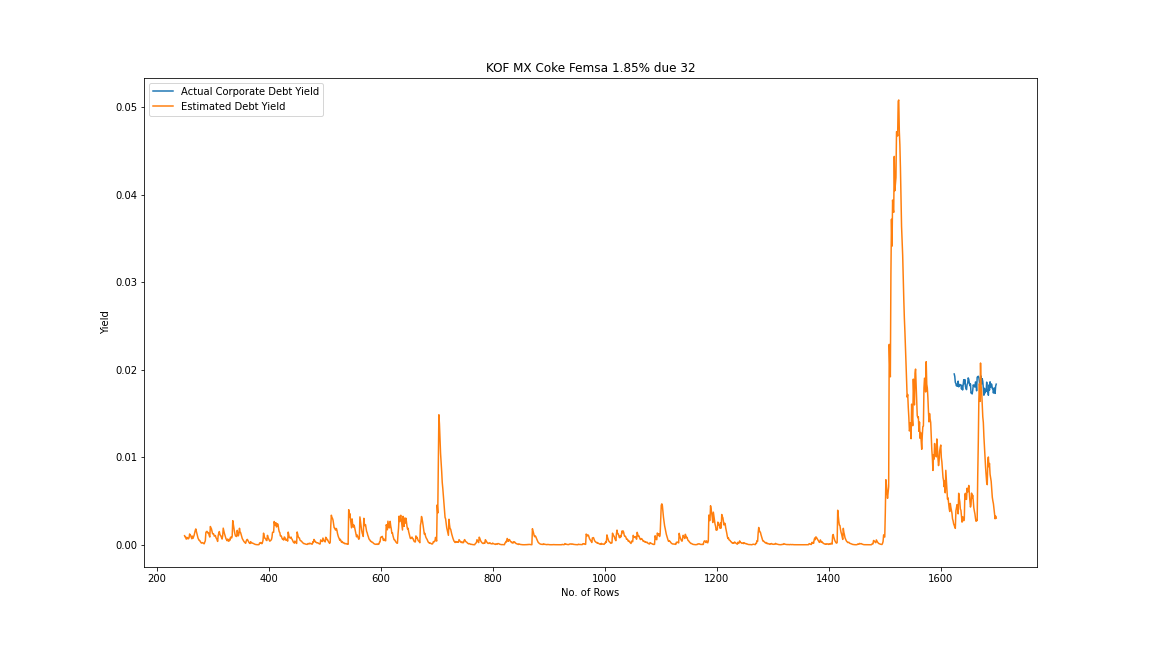 KOF MX Coke Femsa 1.85% due 32
Actual Corporate Debt Yield
Estimated Debt Yield
0.05
0.04
0.03
0.02
0.01
0.00
Yield
200 400 600 800 1000 1200 1400 1600
No. of Rows